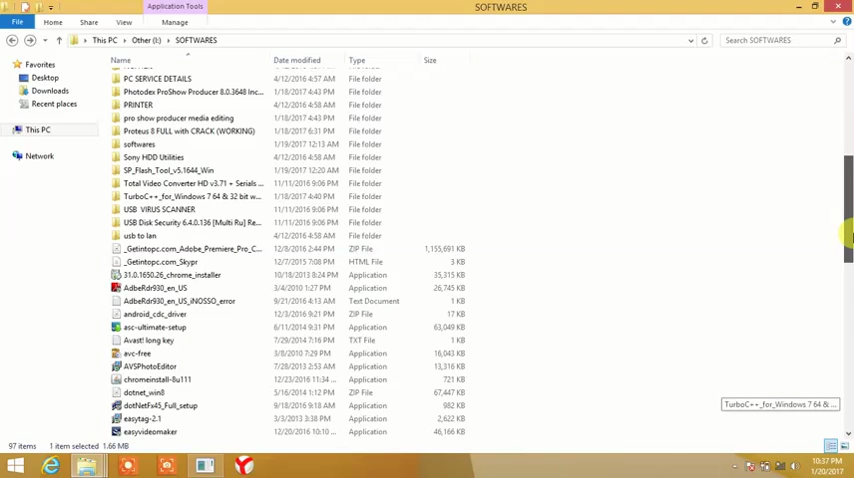 Application Tools
SOFTWARES
File Home Share View Manage
This PC Other (I:) SOFTWARES Search SOFTWARES
Name Date modified Type Size
Favorites
Desktop
Downloads
Recent places
This PC
Network
PC SERVICE DETAILS 4/12/2016 4:57 AM File folder
Photodex ProShow Producer 8.0.3648 Inc... 1/18/2017 4:43 PM File folder
PRINTER 4/12/2016 4:58 AM File folder
pro show producer media editing 1/18/2017 4:43 PM File folder
Proteus 8 FULL with CRACK (WORKING) 1/18/2017 6:31 PM File folder
softwares 1/19/2017 12:13 AM File folder
Sony HDD Utilities 4/12/2016 4:58 AM File folder
SP_Flash_Tool_v5.1644_Win 1/19/2017 12:20 AM File folder
Total Video Converter HD v3.71 + Serials ... 11/11/2016 9:06 PM File folder
TurboC++_for_Windows 7 64 & 32 bit w... 1/18/2017 4:40 PM File folder
USB VIRUS SCANNER 11/11/2016 9:06 PM File folder
USB Disk Security 6.4.0.136 [Multi Ru] Re... 11/11/2016 9:06 PM File folder
usb to lan 4/12/2016 4:58 AM File folder
_Getintopc.com_Adobe_Premiere_Pro_C... 12/8/2016 2:44 PM ZIP File 1,155,691 KB
_Getintopc.com_Skypr 12/7/2015 7:08 PM HTML File 3 KB
31.0.1650.26_chrome_installer 10/18/2013 8:24 PM Application 35,315 KB
AdbeRdr930_en_US 3/4/2010 1:27 PM Application 26,745 KB
AdbeRdr930_en_US_iNOSSO_error 9/21/2016 4:13 AM Text Document 1 KB
android_cdc_driver 12/3/2016 9:21 PM ZIP File 17 KB
asc-ultimate-setup 6/11/2014 9:31 PM Application 63,049 KB
Avast! long key 7/29/2014 7:16 PM TXT File 1 KB
avc-free 3/8/2010 7:29 PM Application 16,043 KB
AVSPhotoEditor 7/28/2013 2:53 AM Application 13,316 KB
chromeinstall-8u111 12/23/2016 11:34 ... Application 721 KB
dotnet_win8 5/16/2014 1:12 PM ZIP File 67,447 KB
dotNetFx45_Full_setup 9/18/2016 9:18 AM Application 982 KB
easytag-2.1 3/3/2013 3:38 PM Application 2,622 KB
easyvideomaker 12/20/2016 10:10 ... Application 46,166 KB
TurboC++_for_Windows 7 64 & ...
97 items 1 item selected 1.66 MB
10:37 PM
1/20/2017